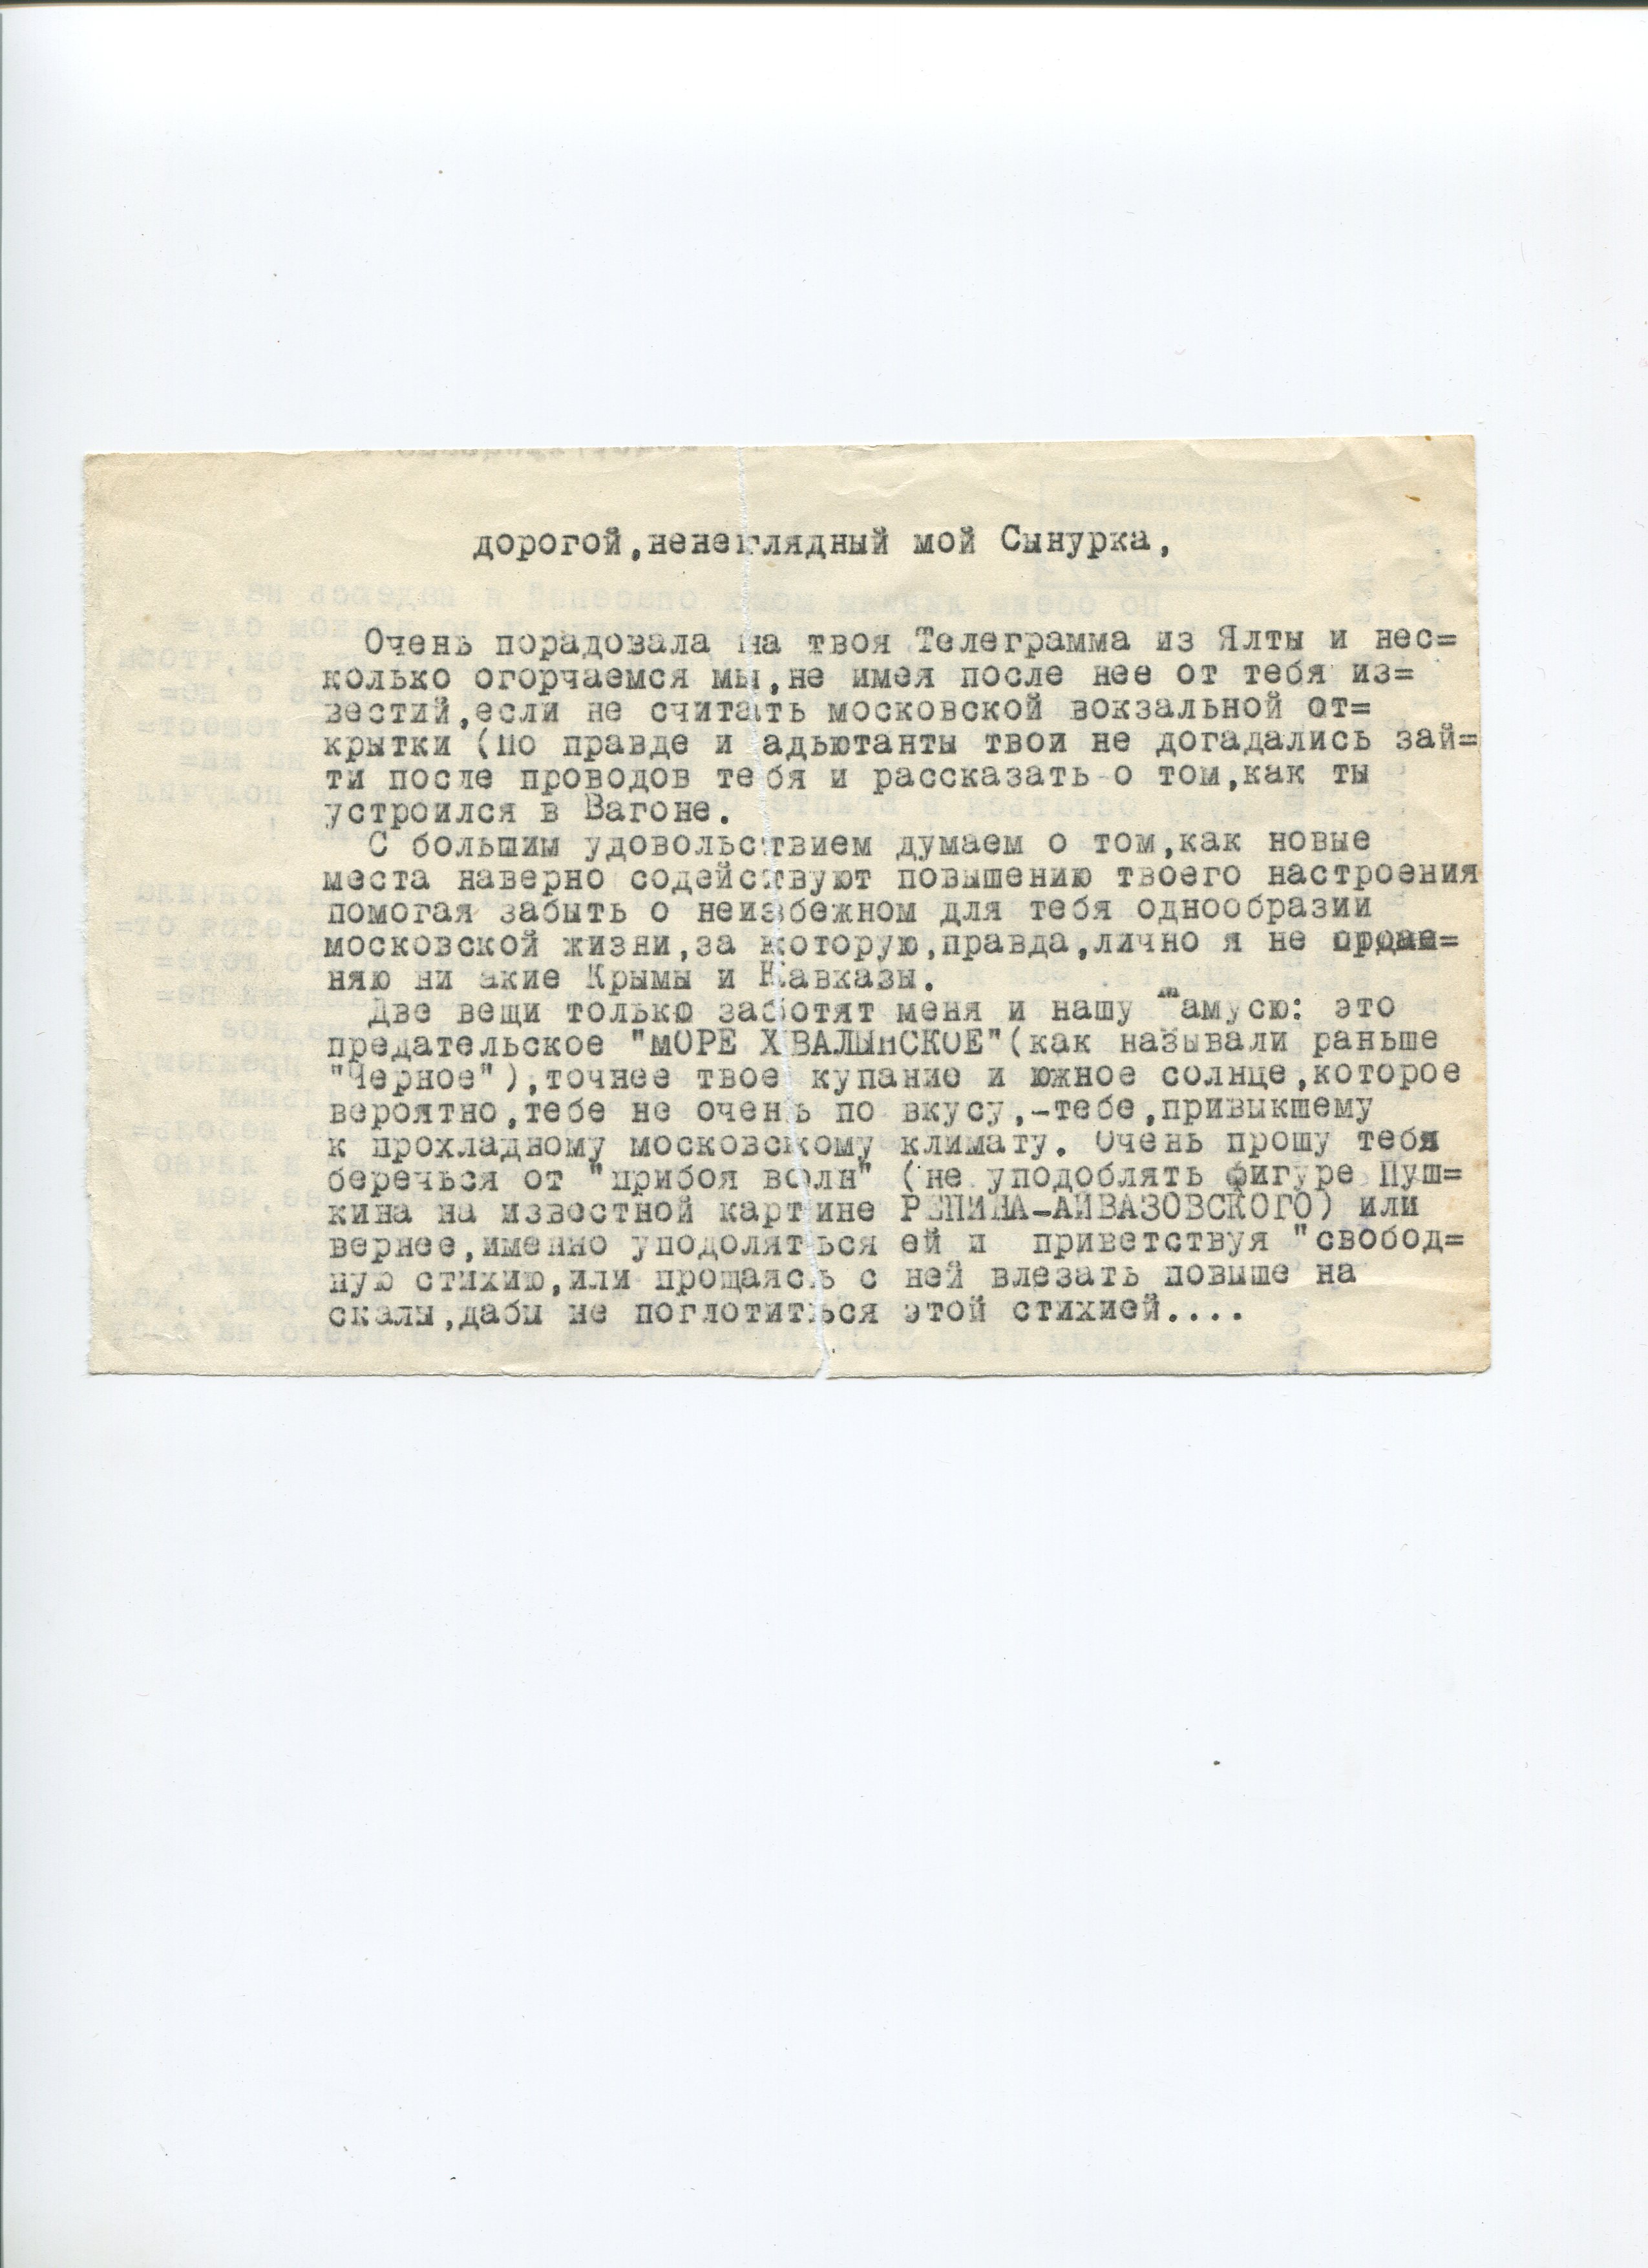 дорогой,ненеглядный мой Сынурка,
Очень порадовала на твоя Телеграмма из Ялты и нес=
колько огорчаемся мы,не имея после нее от тебя из=
вестий,если не считать московской вокзальной от=
крытки (По правде и адьютанты твои не догадались зай=
ти после проводов тебя и рассказать о том,как ты
устроился в Вагоне.
С большим удовольствием думаем о том,как новые
места наверно содействуют повышению твоего настроения
помогая забыть о неизбежном для тебя однообразии
московской жизни,за которую,правда,лично я не
няю ни акие Крымы и Кавказы.
Две вещи только заботят меня и нашу мамусю: это
предательское "МОРЕ ХВАЛЫНСКОЕ"(как называли раньше
"Черное"),точнее твое купание и южное солнце,которое
вероятно,тебе не очень по вкусу,-тебе,привыкшему
к прохладному московскому климату. Очень прошу тебя
беречься от "прибоя волн" (не уподоблять фигуре Пуш=
кина на известной картине РЕПИНА-АЙВАЗОВСКОГО) или
вернее,именно уподоляться ей и приветствуя "свобод=
ную стихию,или прощаясь с ней влезать повыше на
скалы,дабы не поглотиться этой стихией....